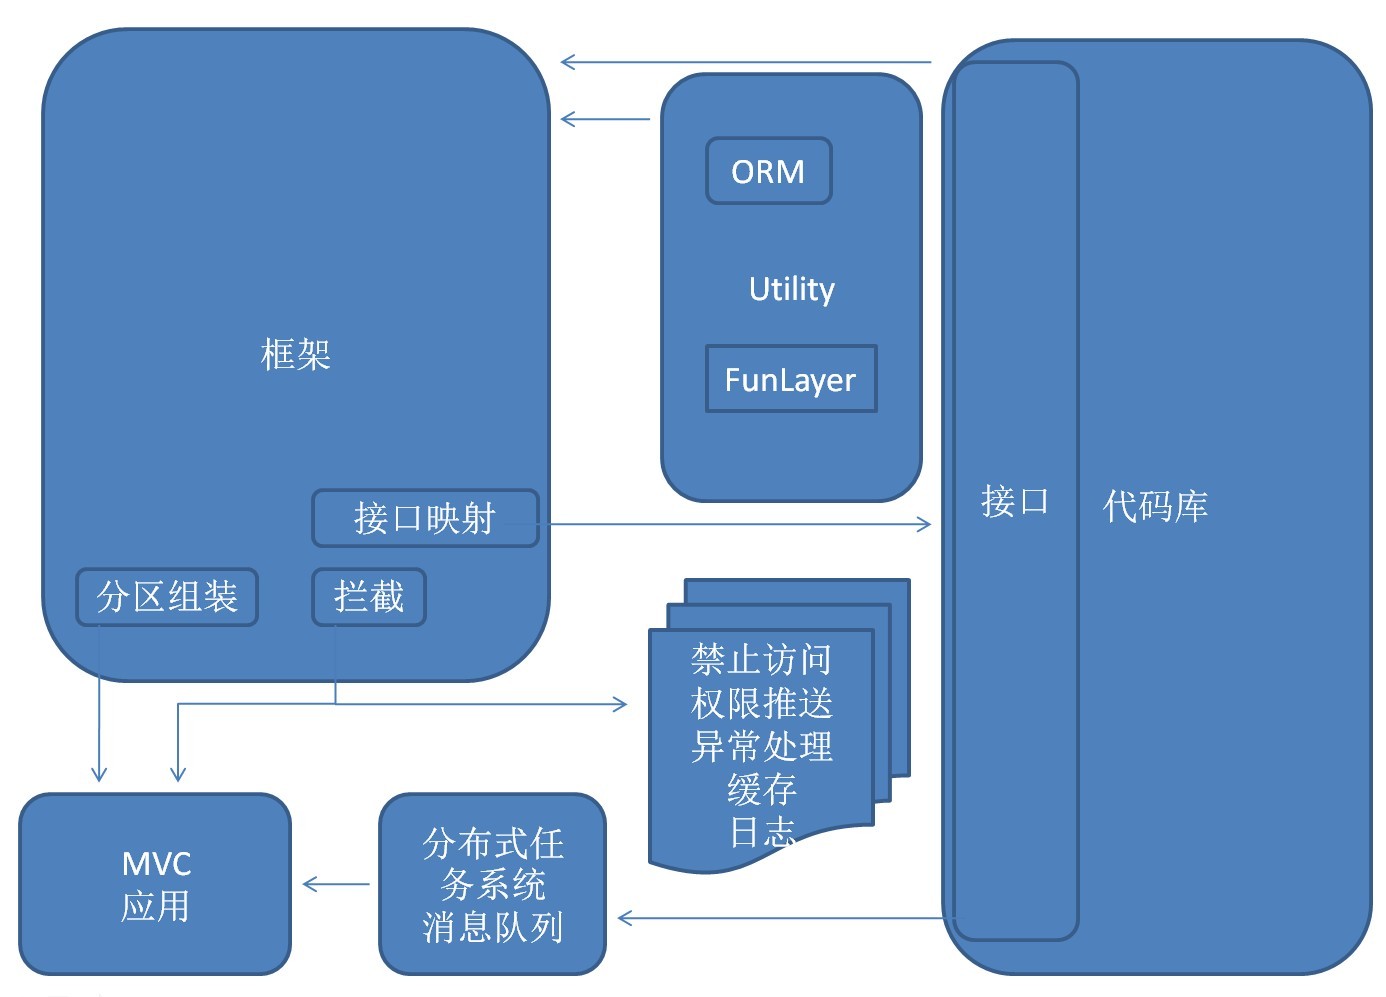 ORM
Utility
FunLayer
框架
接口映射
分区组装
拦截
接口
代码库
禁止访问
权限推送
异常处理
缓存
日志
MVC
应用
分布式任
务系统
消息队列